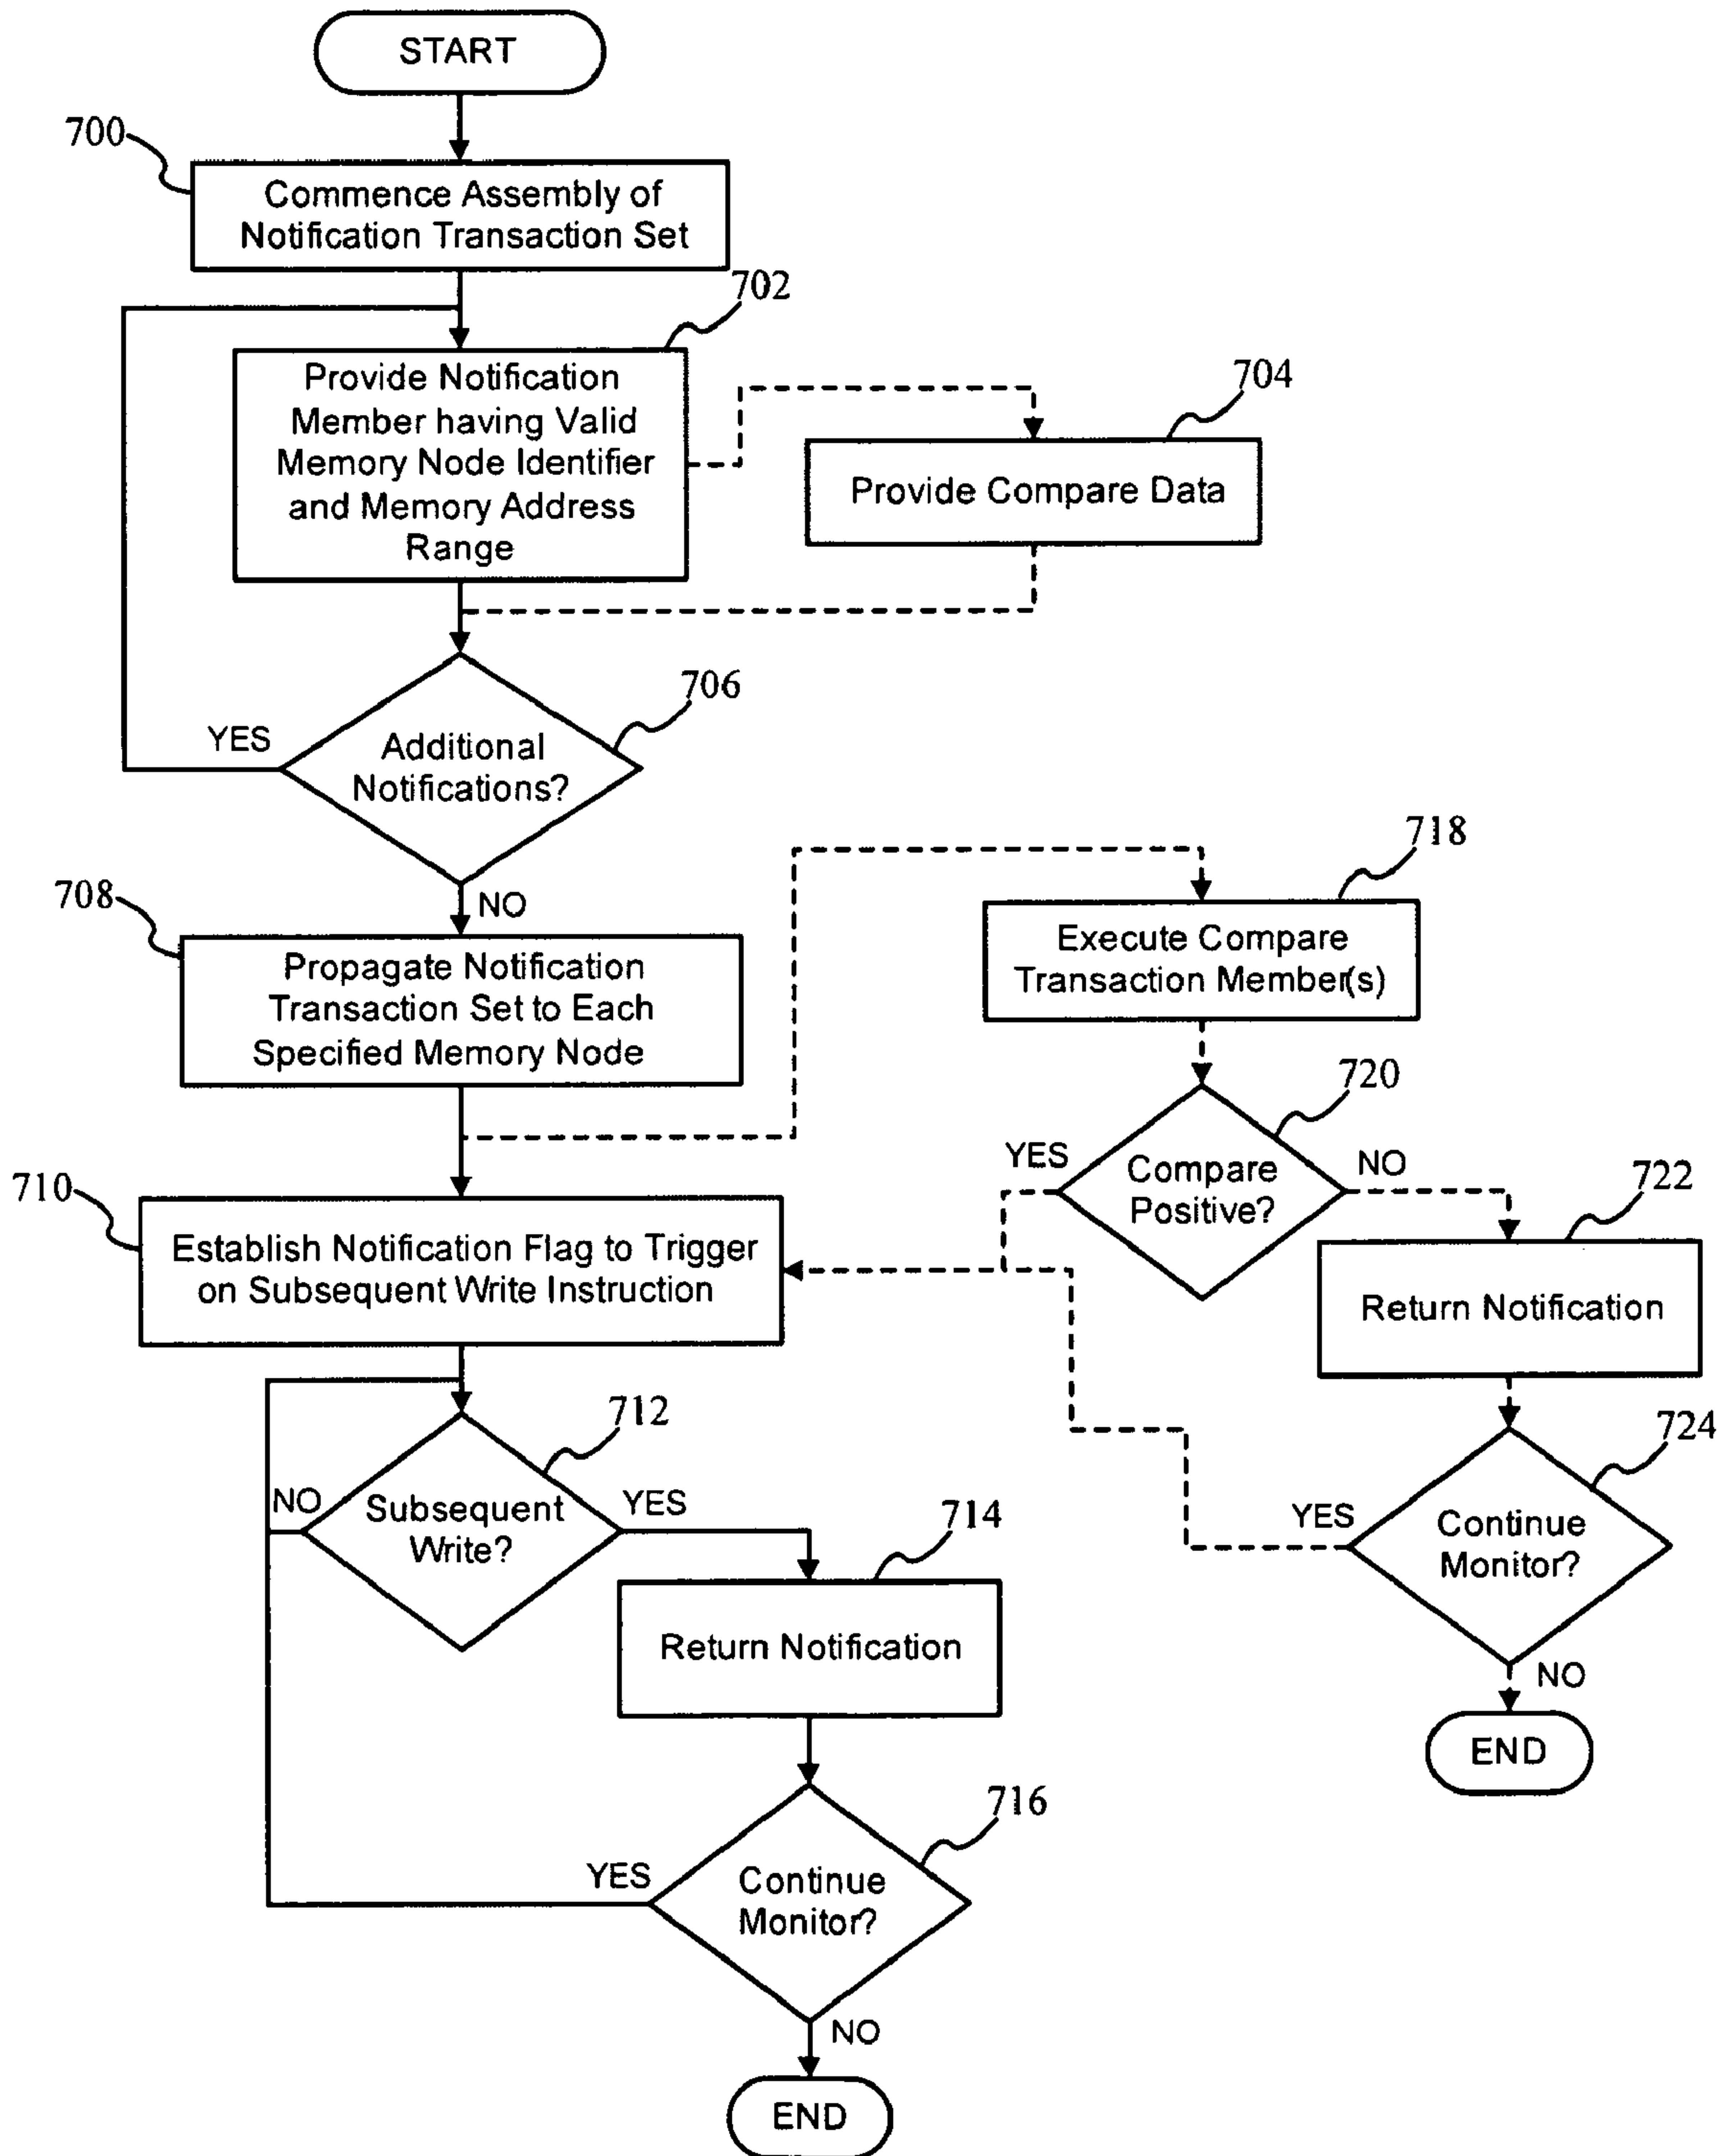 START
700
Commence Assembly of
Notification Transaction Set
702
Provide Notification
Member having Valid
Memory Node Identifier
and Memory Address
Range
704
Provide Compare Data
706
YES
Additional
Notifications?
NO
708
Propagate Notification
Transaction Set to Each
Specified Memory Node
718
Execute Compare
Transaction Member(s)
720
YES
Compare
Positive?
NO
710
Establish Notification Flag to Trigger
on Subsequent Write Instruction
722
Return Notification
712
NO
Subsequent
Write?
YES
724
YES
Continue
Monitor?
NO
END
714
Return Notification
716
YES
Continue
Monitor?
NO
END